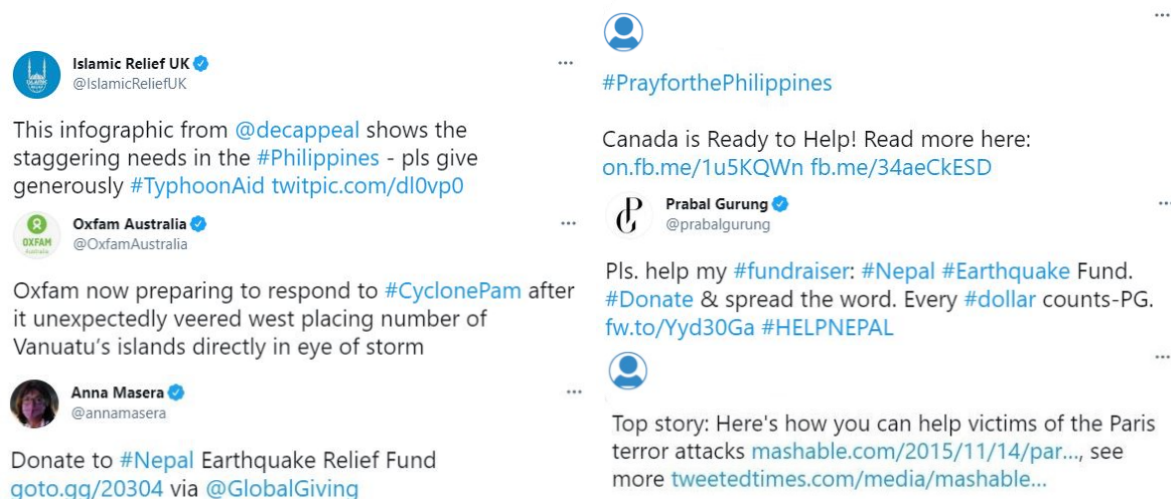 Islamic Relief UK
@IslamicReliefUK
This infographic from @decappeal shows the
staggering needs in the #Philippines - pls give
generously #TyphoonAid twitpic.com/dl0vp0
OXFAM
Australia
Oxfam Australia
@OxfamAustralia
Oxfam now preparing to respond to #CyclonePam after
it unexpectedly veered west placing number of
Vanuatu's islands directly in eye of storm
Anna Masera
@annamasera
Donate to #Nepal Earthquake Relief Fund
goto.gg/20304 via @GlobalGiving
#PrayforthePhilippines
Canada is Ready to Help! Read more here:
on.fb.me/1u5KQWn fb.me/34aeCkESD
Prabal Gurung
@prabalgurung
Pls. help my #fundraiser: #Nepal #Earthquake Fund.
#Donate & spread the word. Every #dollar counts-PG.
fw.to/Yyd30Ga #HELPNEPAL
Top story: Here's how you can help victims of the Paris
terror attacks mashable.com/2015/11/14/par..., see
more tweetedtimes.com/media/mashable...